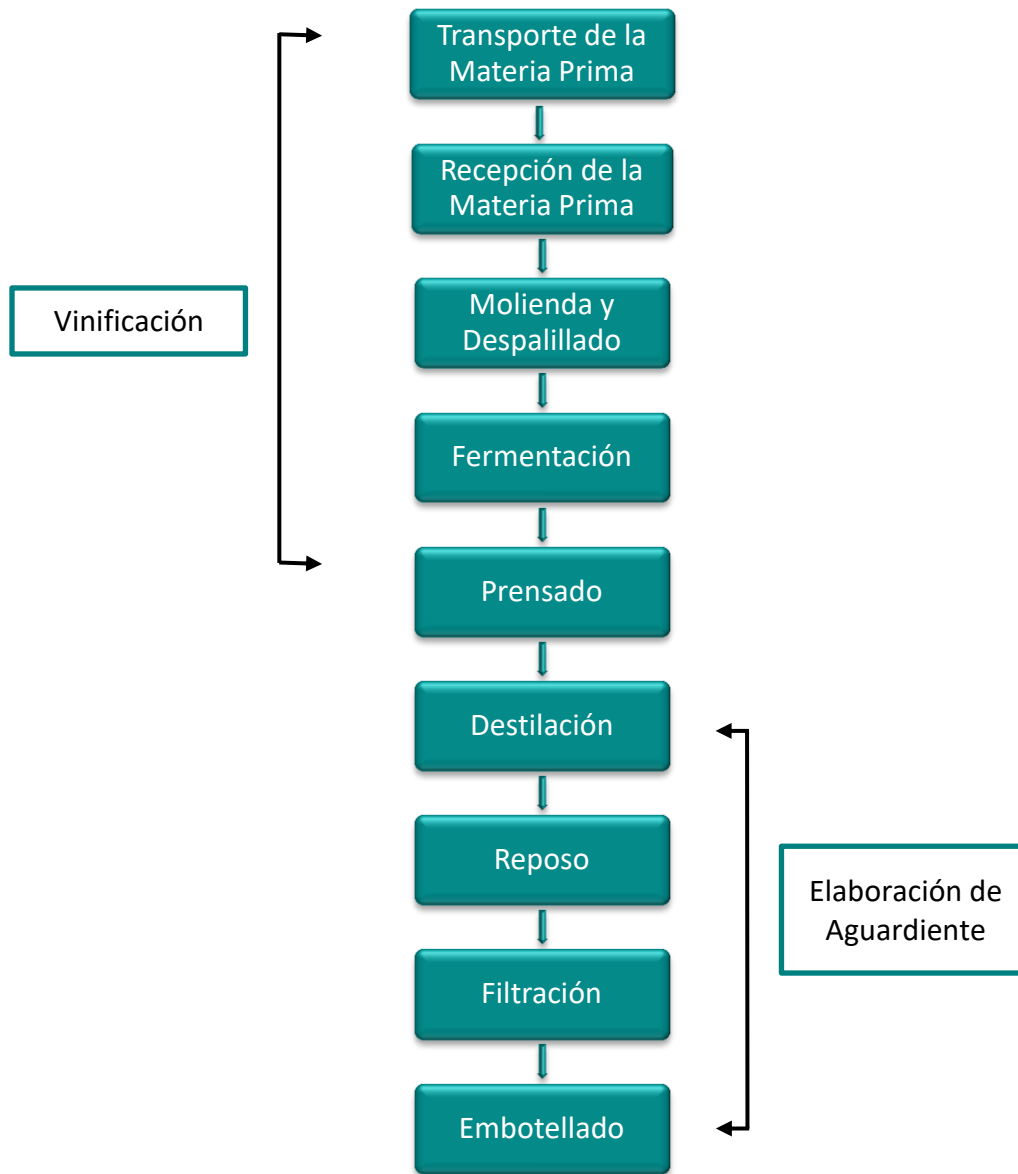 Transporte de la
Materia Prima
Recepción de la
Materia Prima
Molienda y
Despalillado
Vinificación
Fermentación
Prensado
Destilación
Reposo
Elaboración de
Aguardiente
Filtración
Embotellado